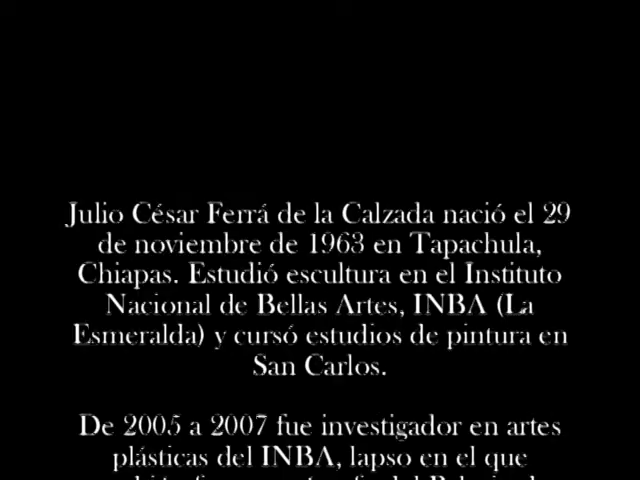 Julio César Ferrá de la Calzada nació el 29
de noviembre de 1963 en Tapachula,
Chiapas. Estudió escultura en el Instituto
Nacional de Bellas Artes, INBA (La
Esmeralda) y cursó estudios de pintura en
San Carlos.
De 2005 a 2007 fue investigador en artes
plásticas del INBA, lapso en el que